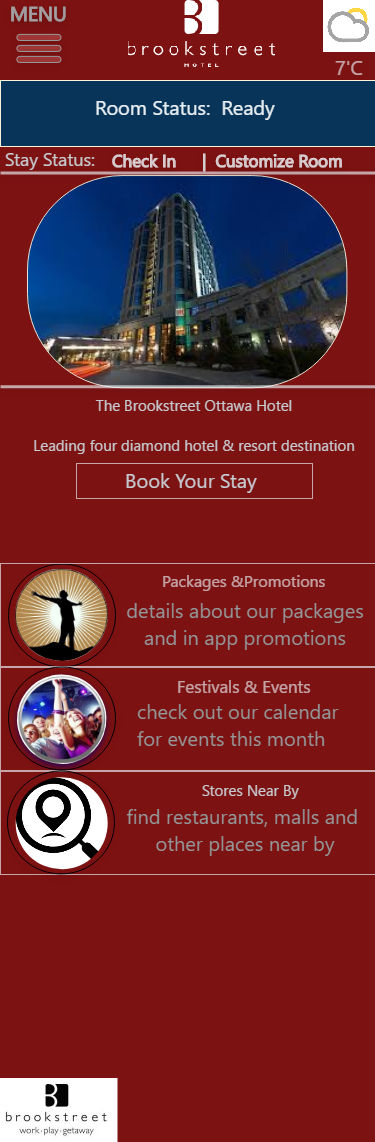 MENU
brookstreet
HOTEL
7'C
Room Status: Ready
Stay Status: Check In | Customize Room
The Brookstreet Ottawa Hotel
Leading four diamond hotel & resort destination
Book Your Stay
Packages &Promotions
details about our packages
and in app promotions
Festivals & Events
check out our calendar
for events this month
Stores Near By
find restaurants, malls and
other places near by
brookstreet
work·play·getaway